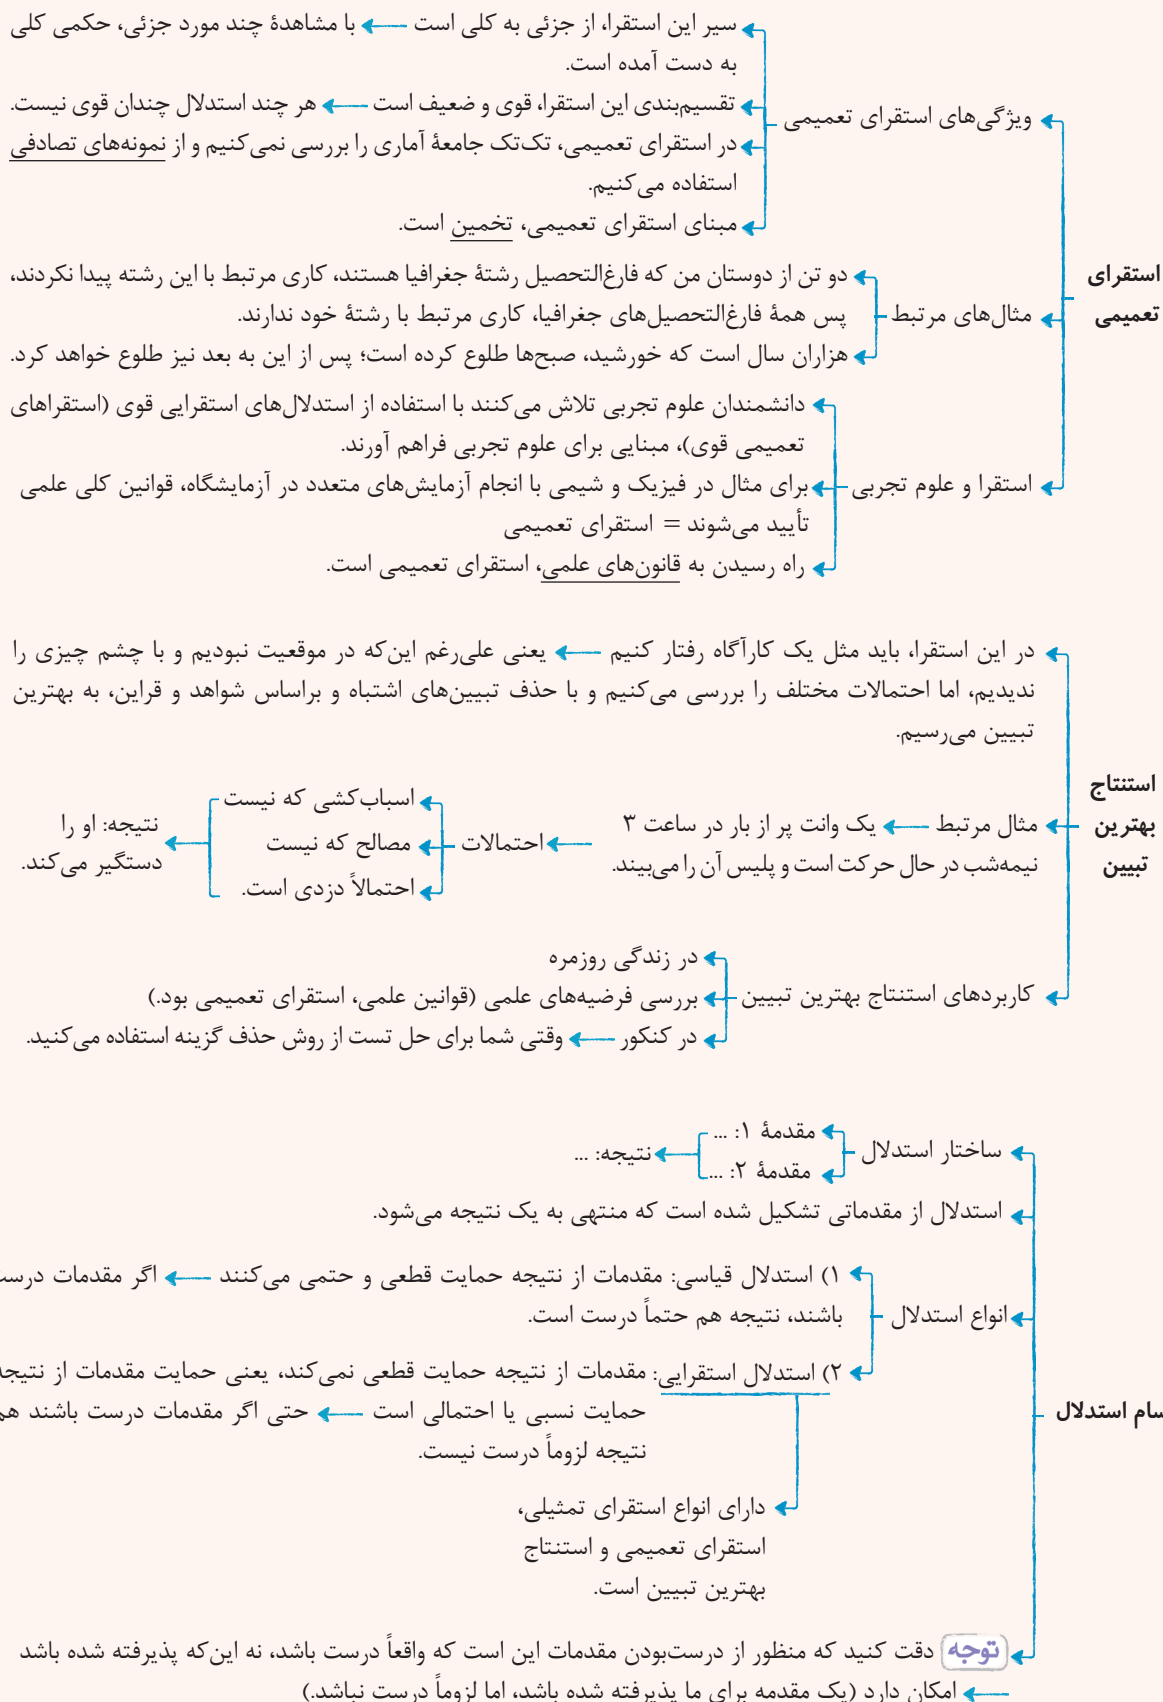 سیر این استقرا، از جزئی به کلی است ← با مشاهدهٔ چند مورد جزئی، حکمی کلی
به دست آمده است.
تقسیم‌بندی این استقرا، قوی و ضعیف است ← هر چند استدلال چندان قوی نیست.
ویژگی‌های استقرای تعمیمی
در استقرای تعمیمی، تک‌تک جامعهٔ آماری را بررسی نمی‌کنیم و از نمونه‌های تصادفی
استفاده می‌کنیم.
مبنای استقرای تعمیمی، تخمین است.
استقرای
تعمیمی
دو تن از دوستان من که فارغ‌التحصیل رشتهٔ جغرافیا هستند، کاری مرتبط با این رشته پیدا نکردند،
مثال‌های مرتبط
پس همهٔ فارغ‌التحصیل‌های جغرافیا، کاری مرتبط با رشتهٔ خود ندارند.
هزاران سال است که خورشید، صبح‌ها طلوع کرده است؛ پس از این به بعد نیز طلوع خواهد کرد.
دانشمندان علوم تجربی تلاش می‌کنند با استفاده از استدلال‌های استقرایی قوی (استقراهای
تعمیمی قوی)، مبنایی برای علوم تجربی فراهم آورند.
استقرا و علوم تجربی
برای مثال در فیزیک و شیمی با انجام آزمایش‌های متعدد در آزمایشگاه، قوانین کلی علمی
تأیید می‌شوند = استقرای تعمیمی
راه رسیدن به قانون‌های علمی، استقرای تعمیمی است.
در این استقرا، باید مثل یک کارآگاه رفتار کنیم ← یعنی علی‌رغم این‌که در موقعیت نبودیم و با چشم چیزی را
ندیدیم، اما احتمالات مختلف را بررسی می‌کنیم و با حذف تبیین‌های اشتباه و براساس شواهد و قراین، به بهترین
تبیین می‌رسیم.
استنتاج
بهترین
تبیین
مثال مرتبط ← یک وانت پر از بار در ساعت ۳
نیمه‌شب در حال حرکت است و پلیس آن را می‌بیند.
← احتمالات
اسباب‌کشی که نیست
مصالح که نیست
احتمالاً دزدی است.
نتیجه: او را
دستگیر می‌کند.
کاربردهای استنتاج بهترین تبیین
در زندگی روزمره
بررسی فرضیه‌های علمی (قوانین علمی، استقرای تعمیمی بود.)
در کنکور ← وقتی شما برای حل تست از روش حذف گزینه استفاده می‌کنید.
ساختار استدلال
مقدمهٔ ۱: ...
مقدمهٔ ۲: ...
نتیجه: ...
استدلال از مقدماتی تشکیل شده است که منتهی به یک نتیجه می‌شود.
انواع استدلال
۱) استدلال قیاسی: مقدمات از نتیجه حمایت قطعی و حتمی می‌کنند ← اگر مقدمات درست
باشند، نتیجه هم حتماً درست است.
۲) استدلال استقرایی: مقدمات از نتیجه حمایت قطعی نمی‌کند، یعنی حمایت مقدمات از نتیجه
حمایت نسبی یا احتمالی است ← حتی اگر مقدمات درست باشند هم
نتیجه لزوماً درست نیست.
سام استدلال
دارای انواع استقرای تمثیلی،
استقرای تعمیمی و استنتاج
بهترین تبیین است.
توجه دقت کنید که منظور از درست‌بودن مقدمات این است که واقعاً درست باشد، نه این‌که پذیرفته شده باشد
← امکان دارد (یک مقدمه برای ما پذیرفته شده باشد، اما لزوماً درست نباشد.)